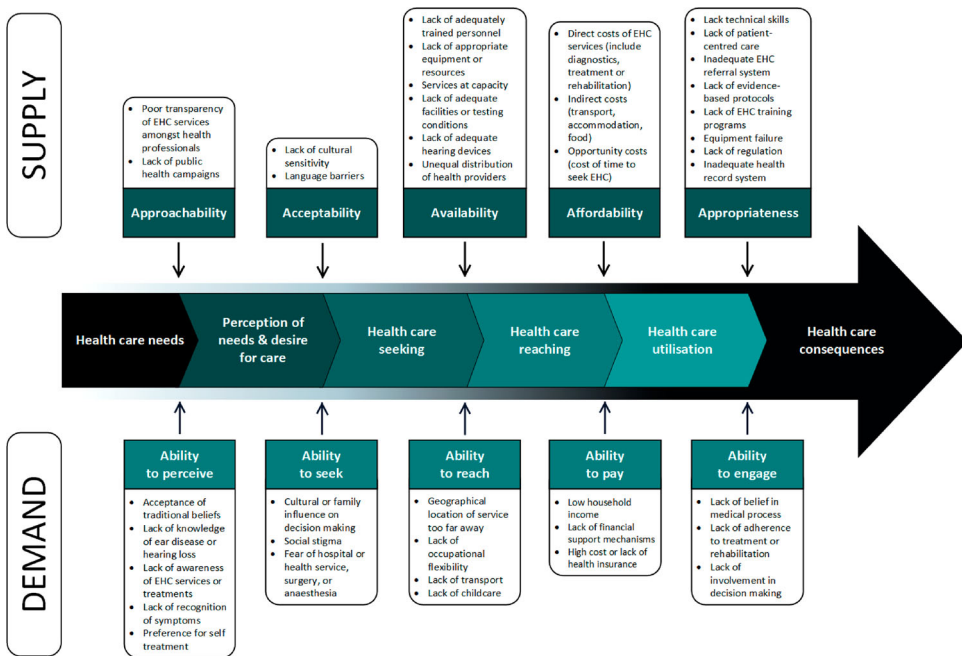 SUPPLY
• Poor transparency
of EHC services
amongst health
professionals
• Lack of public
health campaigns
Approachability
• Lack of cultural
sensitivity
• Language barriers
Acceptability
• Lack of adequately
trained personnel
• Lack of appropriate
equipment or
resources
• Services at capacity
• Lack of adequate
facilities or testing
conditions
• Lack of adequate
hearing devices
• Unequal distribution
of health providers
Availability
• Direct costs of EHC
services (include
diagnostics,
treatment or
rehabilitation)
• Indirect costs
(transport,
accommodation,
food)
• Opportunity costs
(cost of time to
seek EHC)
Affordability
• Lack technical skills
• Lack of patient-
centred care
• Inadequate EHC
referral system
• Lack of evidence-
based protocols
• Lack of EHC training
programs
• Equipment failure
• Lack of regulation
• Inadequate health
record system
Appropriateness
Health care needs
Perception of
needs & desire
for care
Health care
seeking
Health care
reaching
Health care
utilisation
Health care
consequences
DEMAND
Ability
to perceive
• Acceptance of
traditional beliefs
• Lack of knowledge
of ear disease or
hearing loss
• Lack of awareness
of EHC services or
treatments
• Lack of recognition
of symptoms
• Preference for self
treatment
Ability
to seek
• Cultural or family
influence on
decision making
• Social stigma
• Fear of hospital or
health service,
surgery, or
anaesthesia
Ability
to reach
• Geographical
location of service
too far away
• Lack of
occupational
flexibility
• Lack of transport
• Lack of childcare
Ability
to pay
• Low household
income
• Lack of financial
support mechanisms
• High cost or lack of
health insurance
Ability
to engage
• Lack of belief in
medical process
• Lack of adherence
to treatment or
rehabilitation
• Lack of
involvement in
decision making